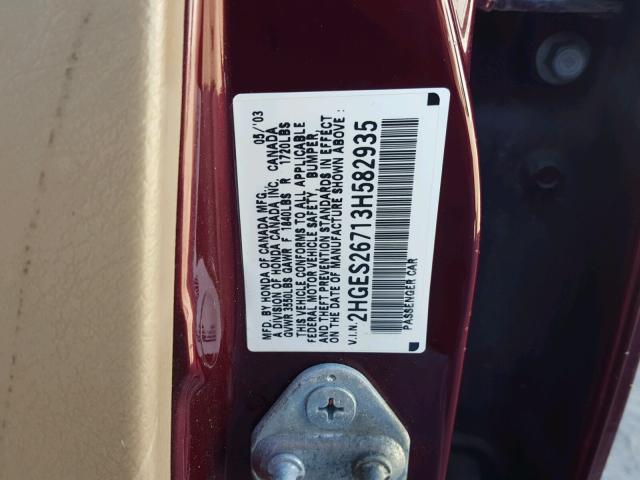 MFD. BY HONDA OF CANADA MFG., 05/'03
A DIVISION OF HONDA CANADA INC. CANADA
GVWR 3550LBS GAWR F 1840LBS R 1720LBS
THIS VEHICLE CONFORMS TO ALL APPLICABLE
FEDERAL MOTOR VEHICLE SAFETY, BUMPER,
AND THEFT PREVENTION STANDARDS IN EFFECT
ON THE DATE OF MANUFACTURE SHOWN ABOVE:
V.I.N. 2HGES26713H582935
PASSENGER CAR